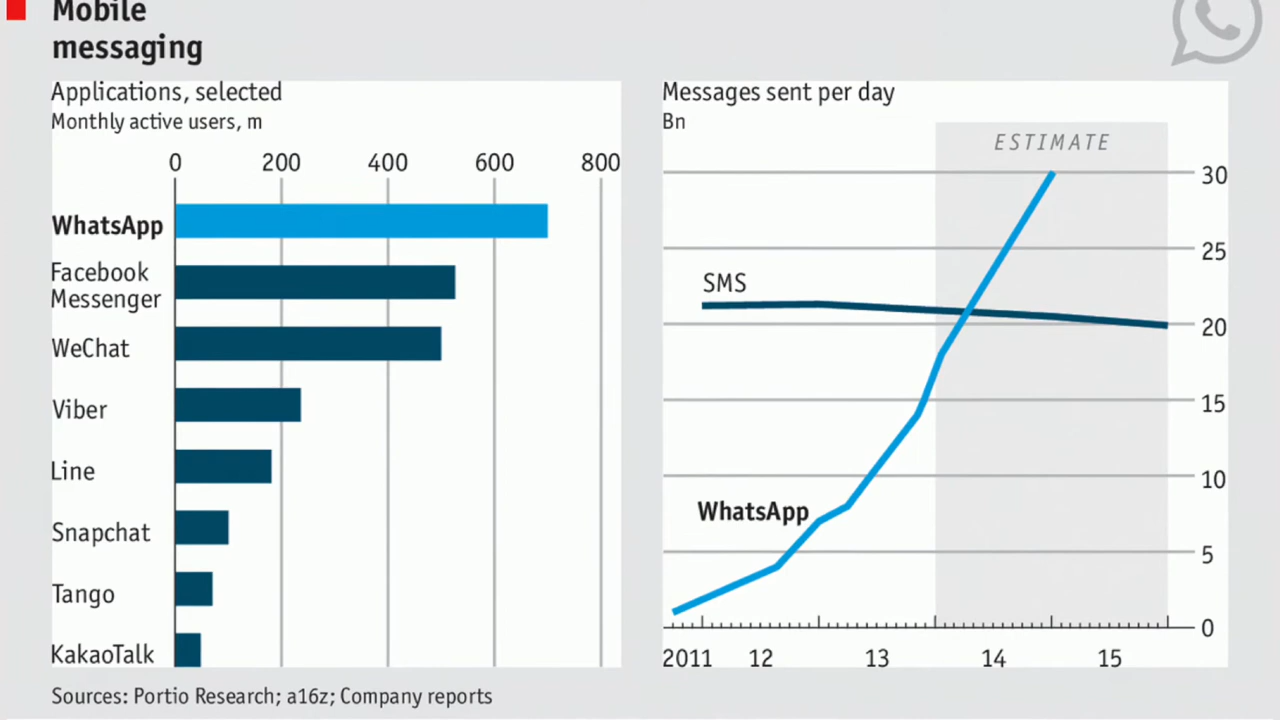 Mobile
messaging
Applications, selected
Monthly active users, m
0 200 400 600 800
WhatsApp
Facebook
Messenger
WeChat
Viber
Line
Snapchat
Tango
KakaoTalk
Messages sent per day
Bn
ESTIMATE
30
25
SMS
20
15
10
WhatsApp
5
0
2011 12 13 14 15
Sources: Portio Research; a16z; Company reports